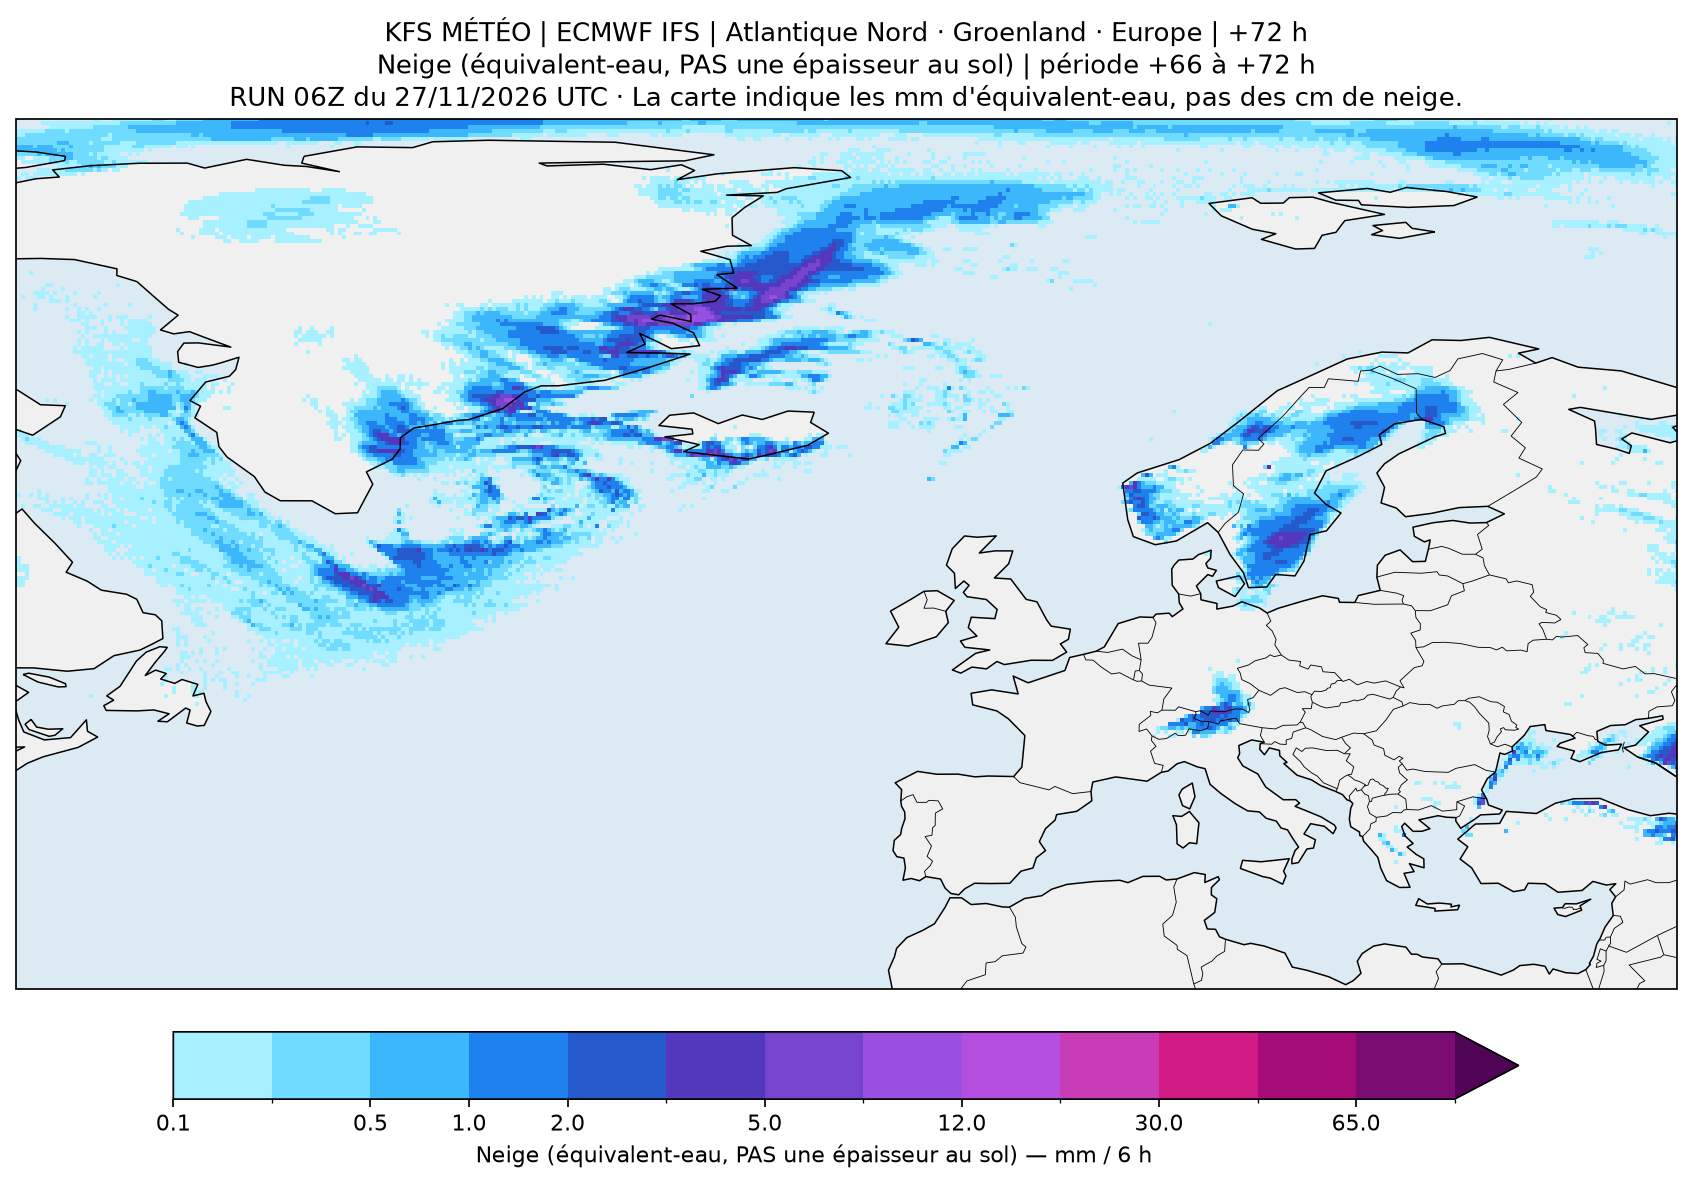 KFS MÉTÉO | ECMWF IFS | Atlantique Nord · Groenland · Europe | +72 h
Neige (équivalent-eau, PAS une épaisseur au sol) | période +66 à +72 h
RUN 06Z du 27/11/2026 UTC · La carte indique les mm d'équivalent-eau, pas des cm de neige.
0.1 0.5 1.0 2.0 5.0 12.0 30.0 65.0
Neige (équivalent-eau, PAS une épaisseur au sol) — mm / 6 h